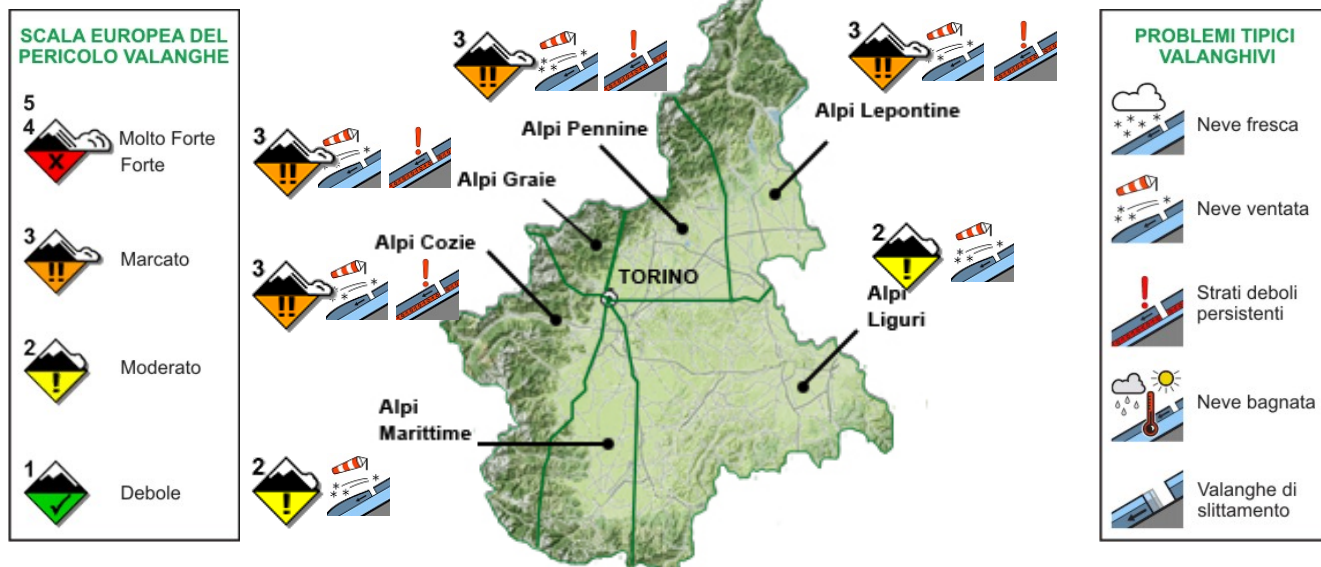 SCALA EUROPEA DEL
PERICOLO VALANGHE
5
4
Molto Forte
Forte
3
Marcato
2
Moderato
1
Debole
3
3
3
3
2
2
Alpi Lepontine
Alpi Pennine
Alpi Graie
Alpi Cozie
TORINO
Alpi
Liguri
Alpi
Marittime
PROBLEMI TIPICI
VALANGHIVI
Neve fresca
Neve ventata
Strati deboli
persistenti
Neve bagnata
Valanghe di
slittamento